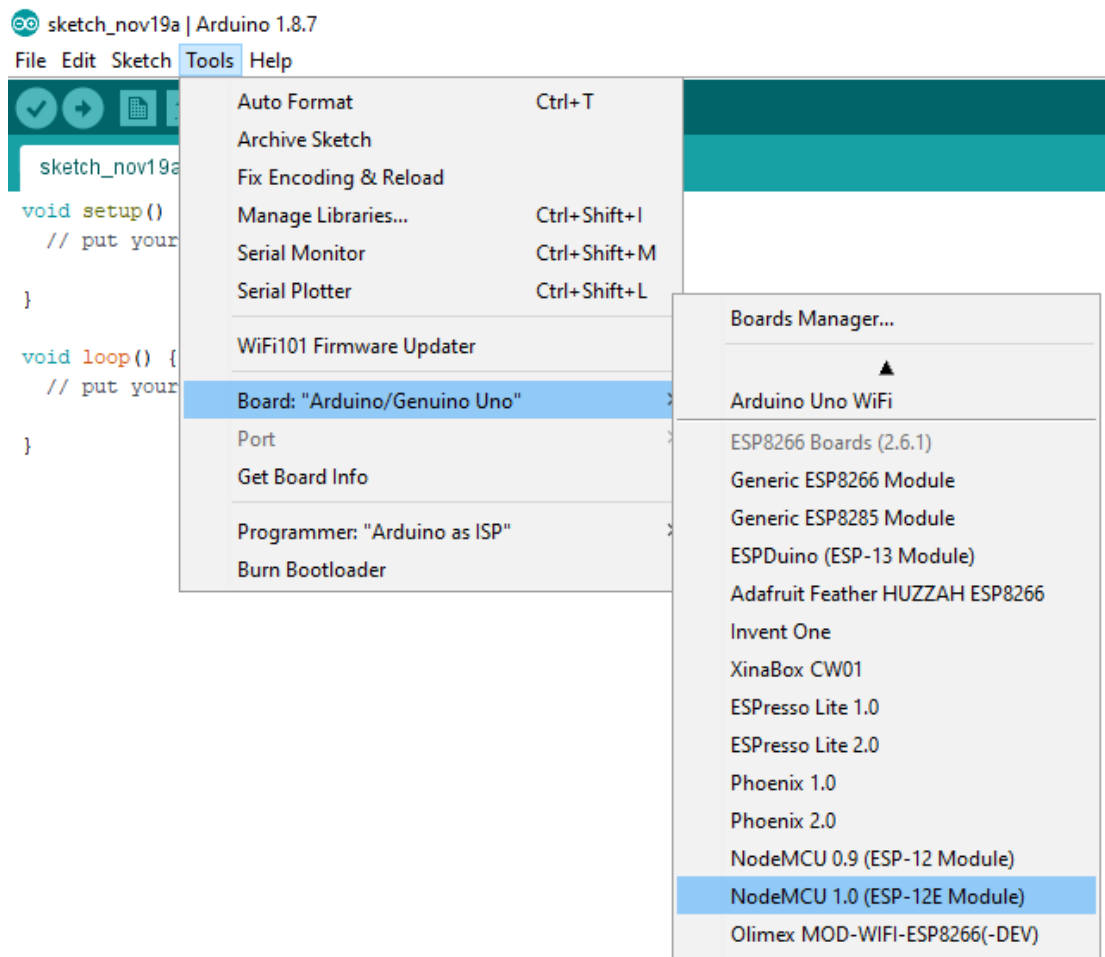 sketch_nov19a | Arduino 1.8.7
File Edit Sketch Tools Help
sketch_nov19a
void setup()
// put your
}
void loop() {
// put your
}
Auto Format Ctrl+T
Archive Sketch
Fix Encoding & Reload
Manage Libraries... Ctrl+Shift+I
Serial Monitor Ctrl+Shift+M
Serial Plotter Ctrl+Shift+L
WiFi101 Firmware Updater
Board: "Arduino/Genuino Uno"
Port
Get Board Info
Programmer: "Arduino as ISP"
Burn Bootloader
Boards Manager...
Arduino Uno WiFi
ESP8266 Boards (2.6.1)
Generic ESP8266 Module
Generic ESP8285 Module
ESPDuino (ESP-13 Module)
Adafruit Feather HUZZAH ESP8266
Invent One
XinaBox CW01
ESPresso Lite 1.0
ESPresso Lite 2.0
Phoenix 1.0
Phoenix 2.0
NodeMCU 0.9 (ESP-12 Module)
NodeMCU 1.0 (ESP-12E Module)
Olimex MOD-WIFI-ESP8266(-DEV)